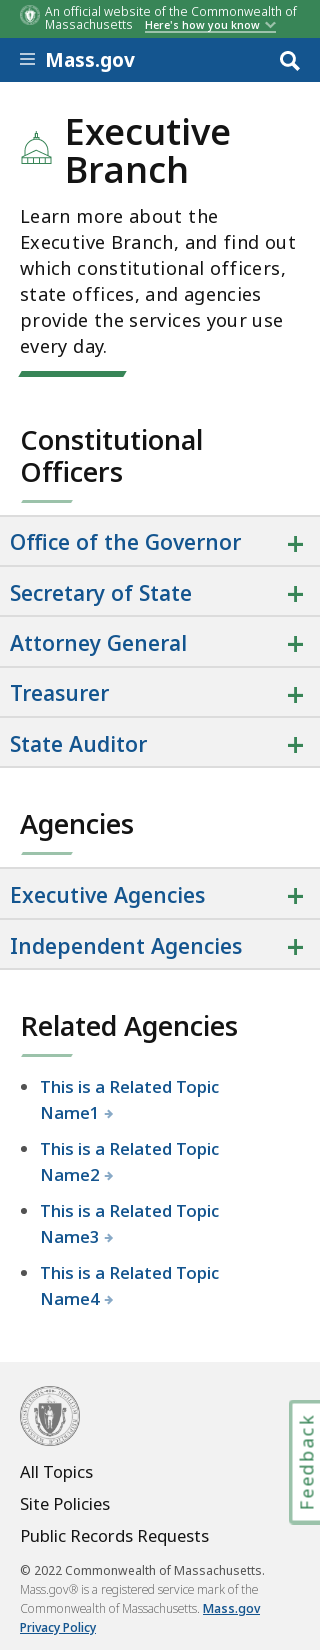 An official website of the Commonwealth of
Massachusetts Here's how you know
Mass.gov
Executive
Branch
Learn more about the
Executive Branch, and find out
which constitutional officers,
state offices, and agencies
provide the services your use
every day.
Constitutional
Officers
Office of the Governor
Secretary of State
Attorney General
Treasurer
State Auditor
Agencies
Executive Agencies
Independent Agencies
Related Agencies
This is a Related Topic
Name1
This is a Related Topic
Name2
This is a Related Topic
Name3
This is a Related Topic
Name4
Feedback
All Topics
Site Policies
Public Records Requests
© 2022 Commonwealth of Massachusetts.
Mass.gov® is a registered service mark of the
Commonwealth of Massachusetts. Mass.gov
Privacy Policy